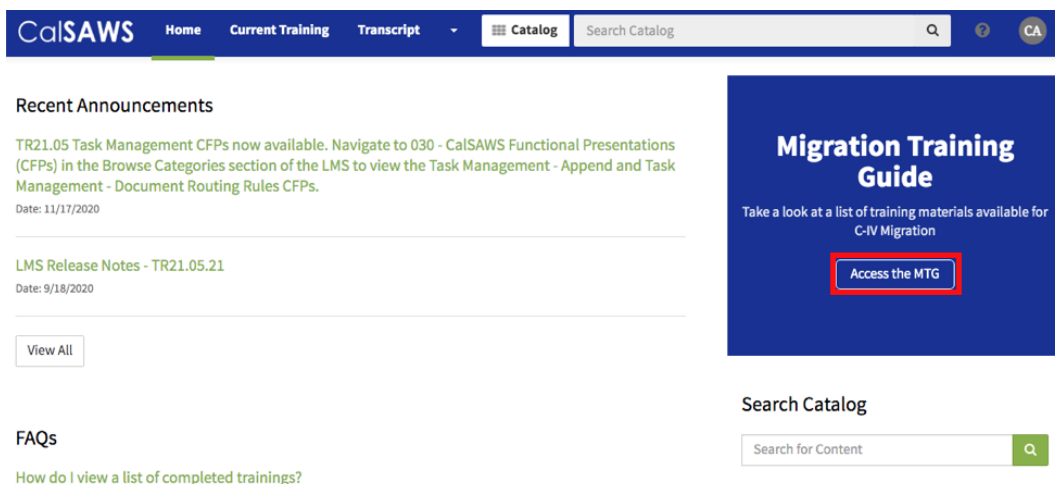 CalSAWS Home Current Training Transcript Catalog Search Catalog ? CA
Recent Announcements
TR21.05 Task Management CFPs now available. Navigate to 030 - CalSAWS Functional Presentations
(CFPs) in the Browse Categories section of the LMS to view the Task Management - Append and Task
Management - Document Routing Rules CFPs.
Date: 11/17/2020
LMS Release Notes - TR21.05.21
Date: 9/18/2020
View All
FAQs
How do I view a list of completed trainings?
Migration Training
Guide
Take a look at a list of training materials available for
C-IV Migration
Access the MTG
Search Catalog
Search for Content